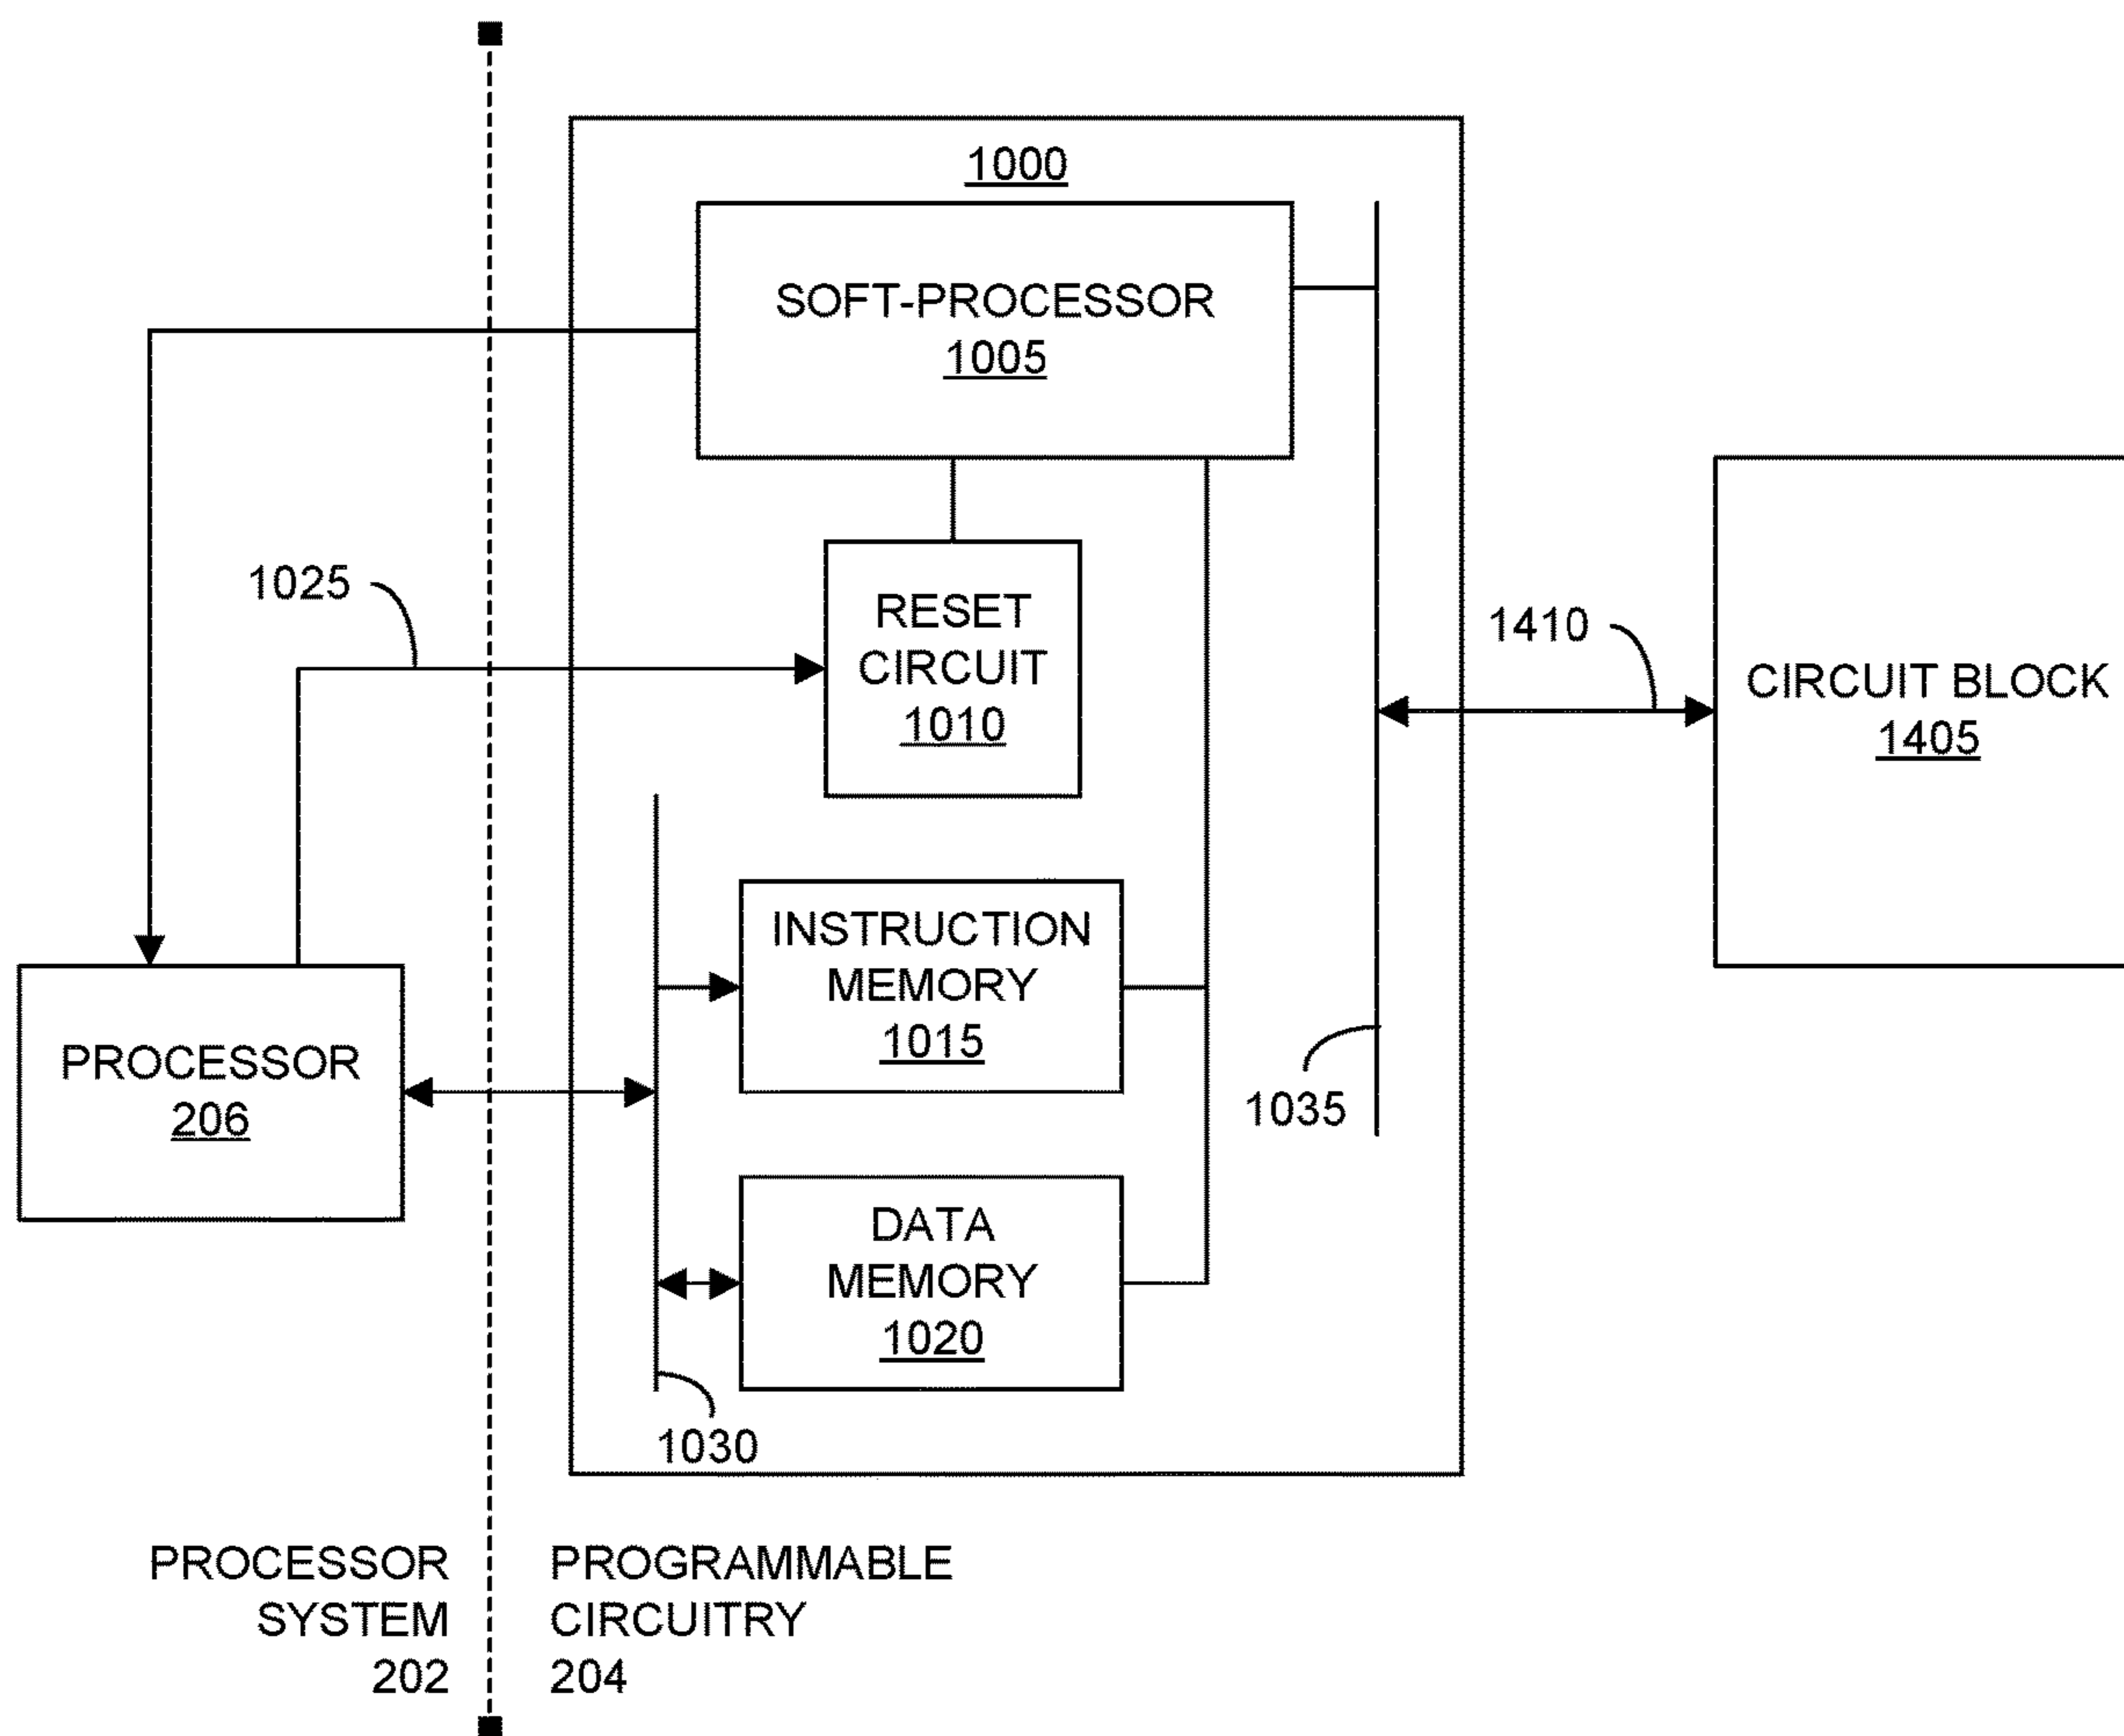 1000
SOFT-PROCESSOR
1005
1025
RESET
CIRCUIT
1010
1410
CIRCUIT BLOCK
1405
INSTRUCTION
MEMORY
1015
PROCESSOR
206
1035
DATA
MEMORY
1020
1030
PROCESSOR
SYSTEM
202
PROGRAMMABLE
CIRCUITRY
204